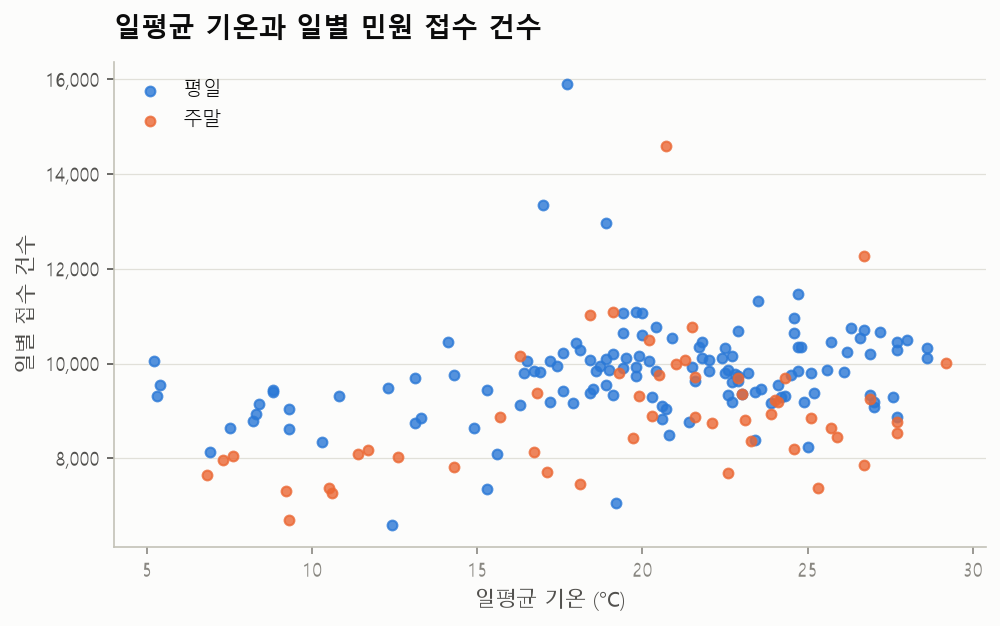 일평균 기온과 일별 민원 접수 건수
평일
주말
16,000
14,000
12,000
10,000
8,000
일별 접수 건수
5 10 15 20 25 30
일평균 기온 (°C)